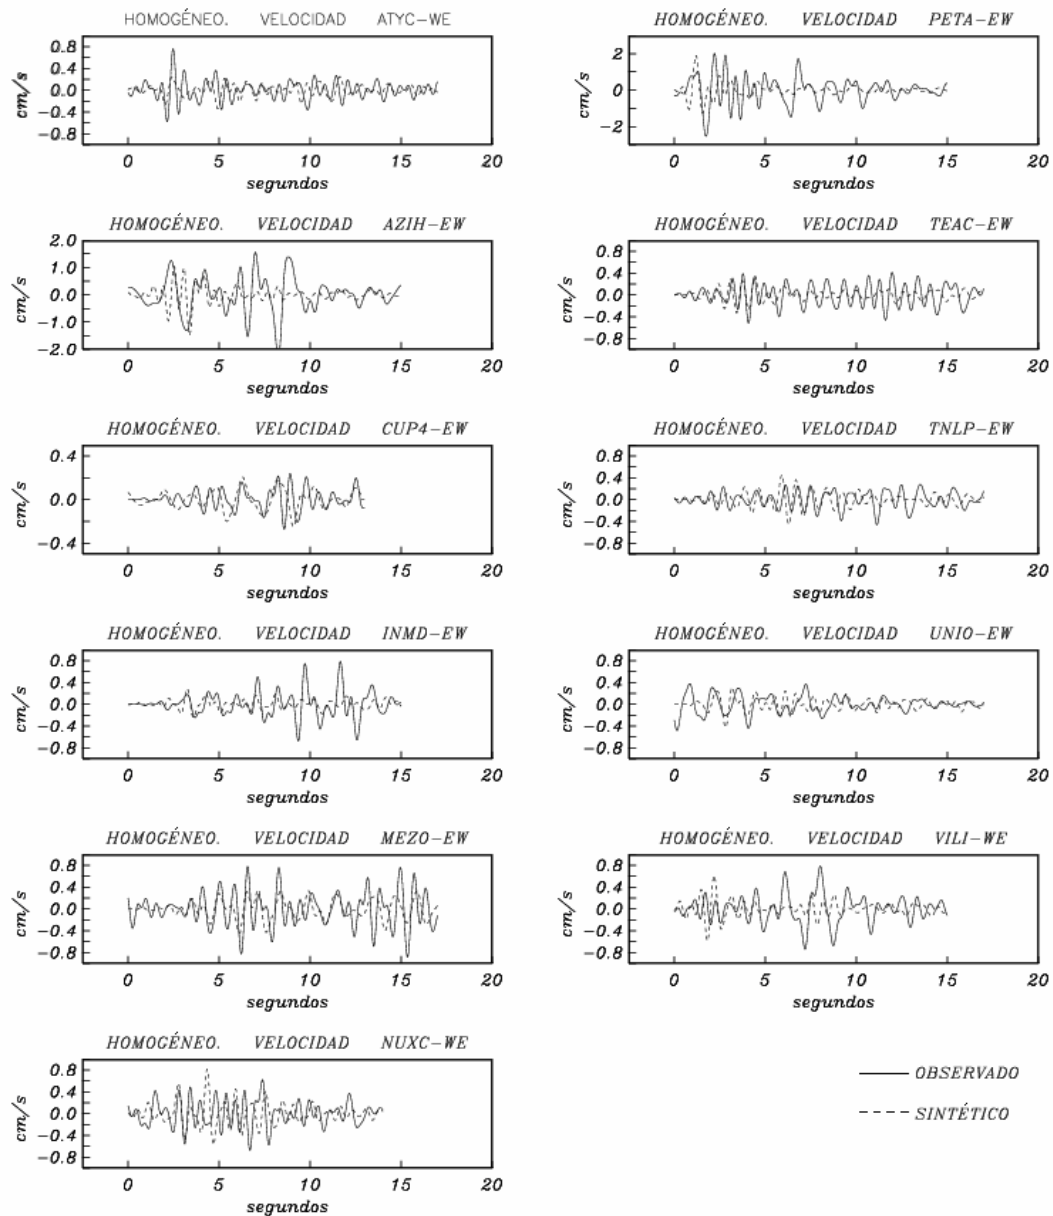 HOMOGÉNEO. VELOCIDAD ATYC-WE
cm/s
0.8
0.4
0.0
-0.4
-0.8
0 5 10 15 20
segundos
HOMOGÉNEO. VELOCIDAD PETA-EW
cm/s
2
0
-2
0 5 10 15 20
segundos
HOMOGÉNEO. VELOCIDAD AZIH-EW
cm/s
2.0
1.0
0.0
-1.0
-2.0
0 5 10 15 20
segundos
HOMOGÉNEO. VELOCIDAD TEAC-EW
cm/s
0.8
0.4
0.0
-0.4
-0.8
0 5 10 15 20
segundos
HOMOGÉNEO. VELOCIDAD CUP4-EW
cm/s
0.4
0.0
-0.4
0 5 10 15 20
segundos
HOMOGÉNEO. VELOCIDAD TNLP-EW
cm/s
0.8
0.4
0.0
-0.4
-0.8
0 5 10 15 20
segundos
HOMOGÉNEO. VELOCIDAD INMD-EW
cm/s
0.8
0.4
0.0
-0.4
-0.8
0 5 10 15 20
segundos
HOMOGÉNEO. VELOCIDAD UNIO-EW
cm/s
0.8
0.4
0.0
-0.4
-0.8
0 5 10 15 20
segundos
HOMOGÉNEO. VELOCIDAD MEZO-EW
cm/s
0.8
0.4
0.0
-0.4
-0.8
0 5 10 15 20
segundos
HOMOGÉNEO. VELOCIDAD VILI-WE
cm/s
0.8
0.4
0.0
-0.4
-0.8
0 5 10 15 20
segundos
HOMOGÉNEO. VELOCIDAD NUXC-WE
cm/s
0.8
0.4
0.0
-0.4
-0.8
0 5 10 15 20
segundos
OBSERVADO
SINTÉTICO